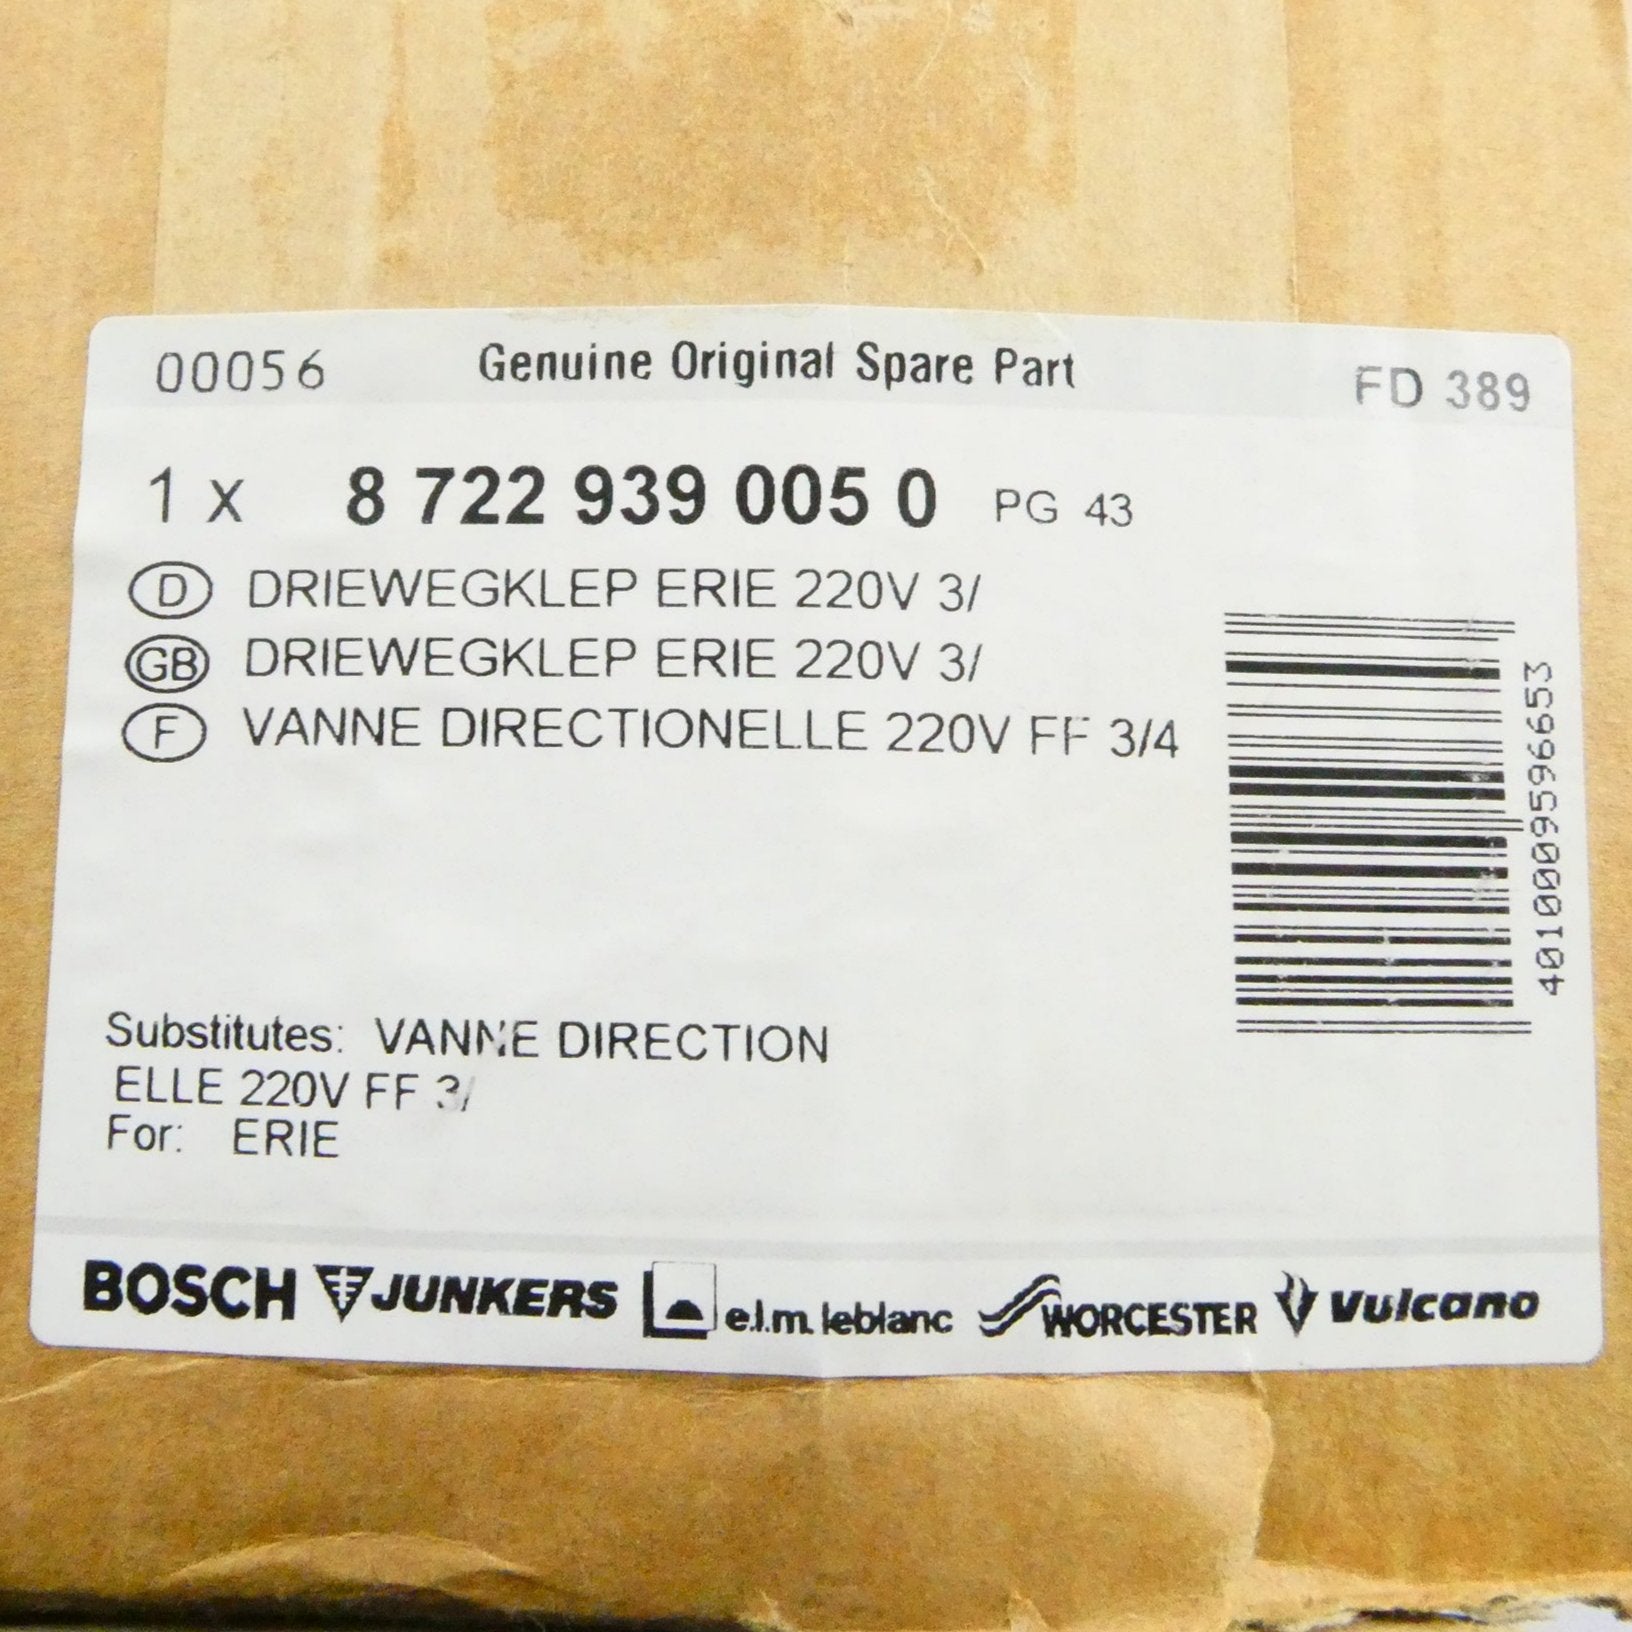 00056 Genuine Original Spare Part FD 389
1 x 8 722 939 005 0 PG 43
D DRIEWEGKLEP ERIE 220V 3/
GB DRIEWEGKLEP ERIE 220V 3/
F VANNE DIRECTIONELLE 220V FF 3/4
4010009596653
Substitutes: VANNE DIRECTION
ELLE 220V FF 3/
For: ERIE
BOSCH JUNKERS e.l.m. leblanc WORCESTER Vulcano